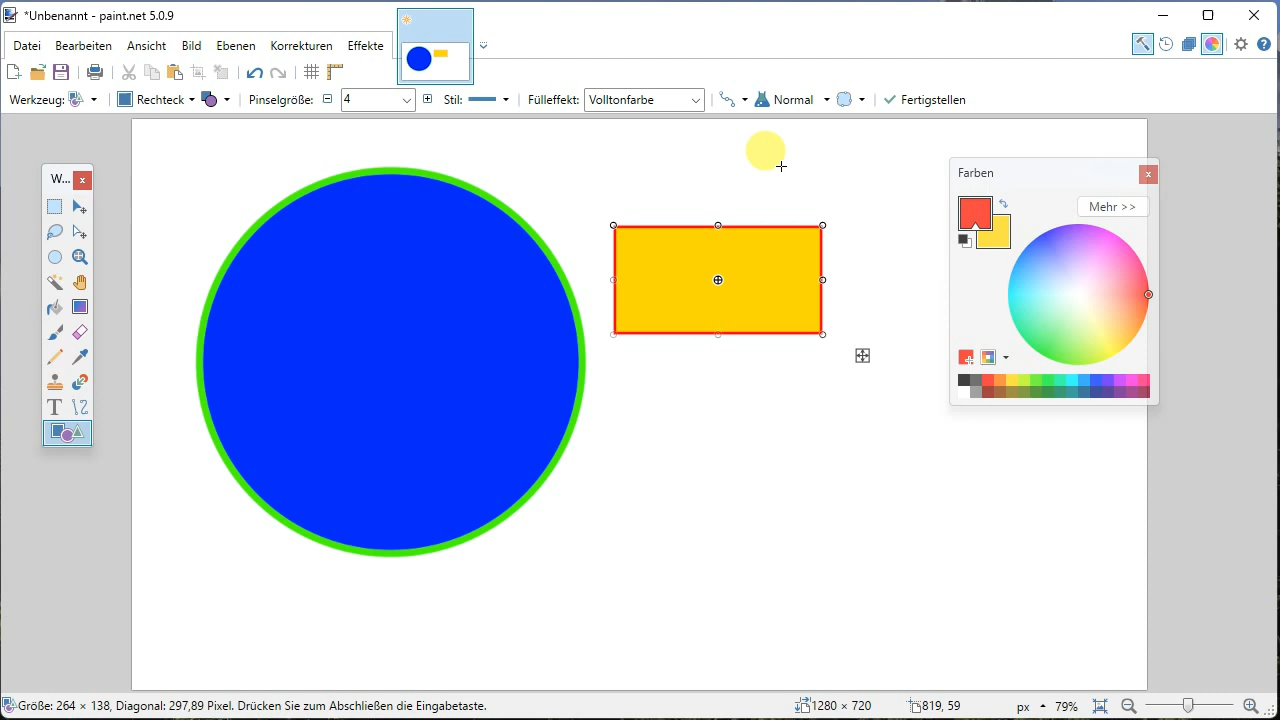 *Unbenannt - paint.net 5.0.9
Datei Bearbeiten Ansicht Bild Ebenen Korrekturen Effekte
Werkzeug: Rechteck Pinselgröße: 4 Stil: Fülleffekt: Volltonfarbe Normal Fertigstellen
W...
Farben
Mehr >>
Größe: 264 × 138, Diagonal: 297,89 Pixel. Drücken Sie zum Abschließen die Eingabetaste. 1280 × 720 819, 59 px 79%